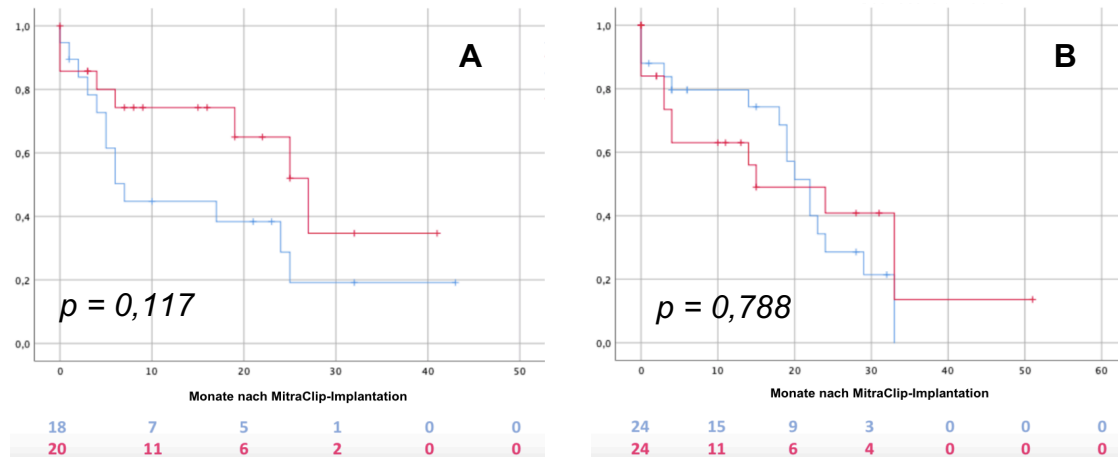 A
1,0
0,8
0,6
0,4
0,2
0,0
p = 0,117
0 10 20 30 40 50
Monate nach MitraClip-Implantation
18 7 5 1 0 0
20 11 6 2 0 0
B
1,0
0,8
0,6
0,4
0,2
0,0
p = 0,788
0 10 20 30 40 50 60
Monate nach MitraClip-Implantation
24 15 9 3 0 0 0
24 11 6 4 0 0 0